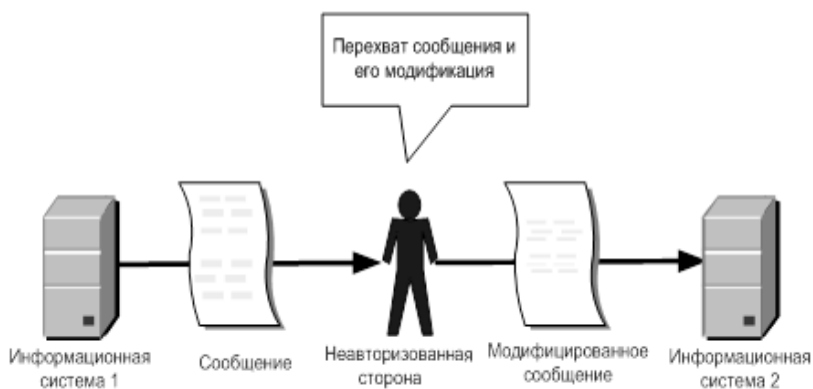 Перехват сообщения и
его модификация
Информационная
система 1
Сообщение
Неавторизованная
сторона
Модифицированное
сообщение
Информационная
система 2